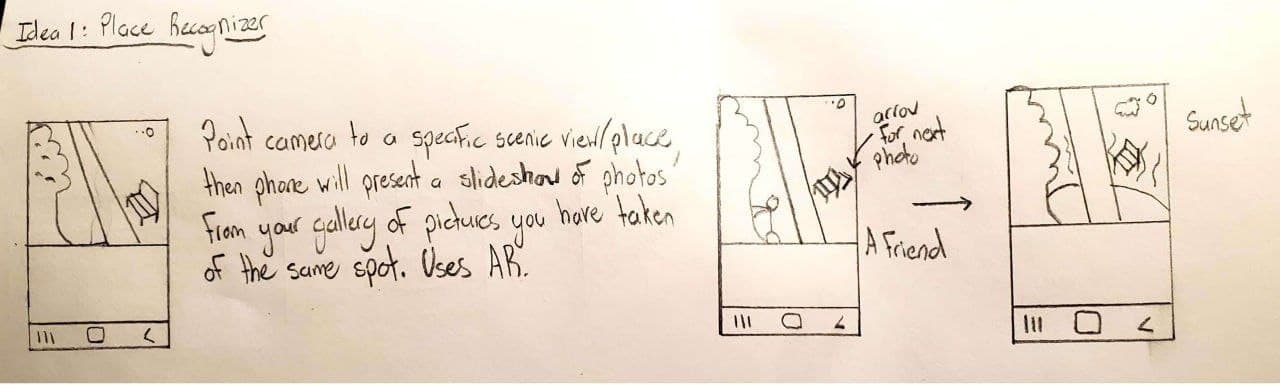 Idea 1: Place Recognizer
Point camera to a specific scenic view/place,
then phone will present a slideshow of photos
from your gallery of pictures you have taken
of the same spot. Uses AR.
arrow
for next
photo
A Friend
Sunset